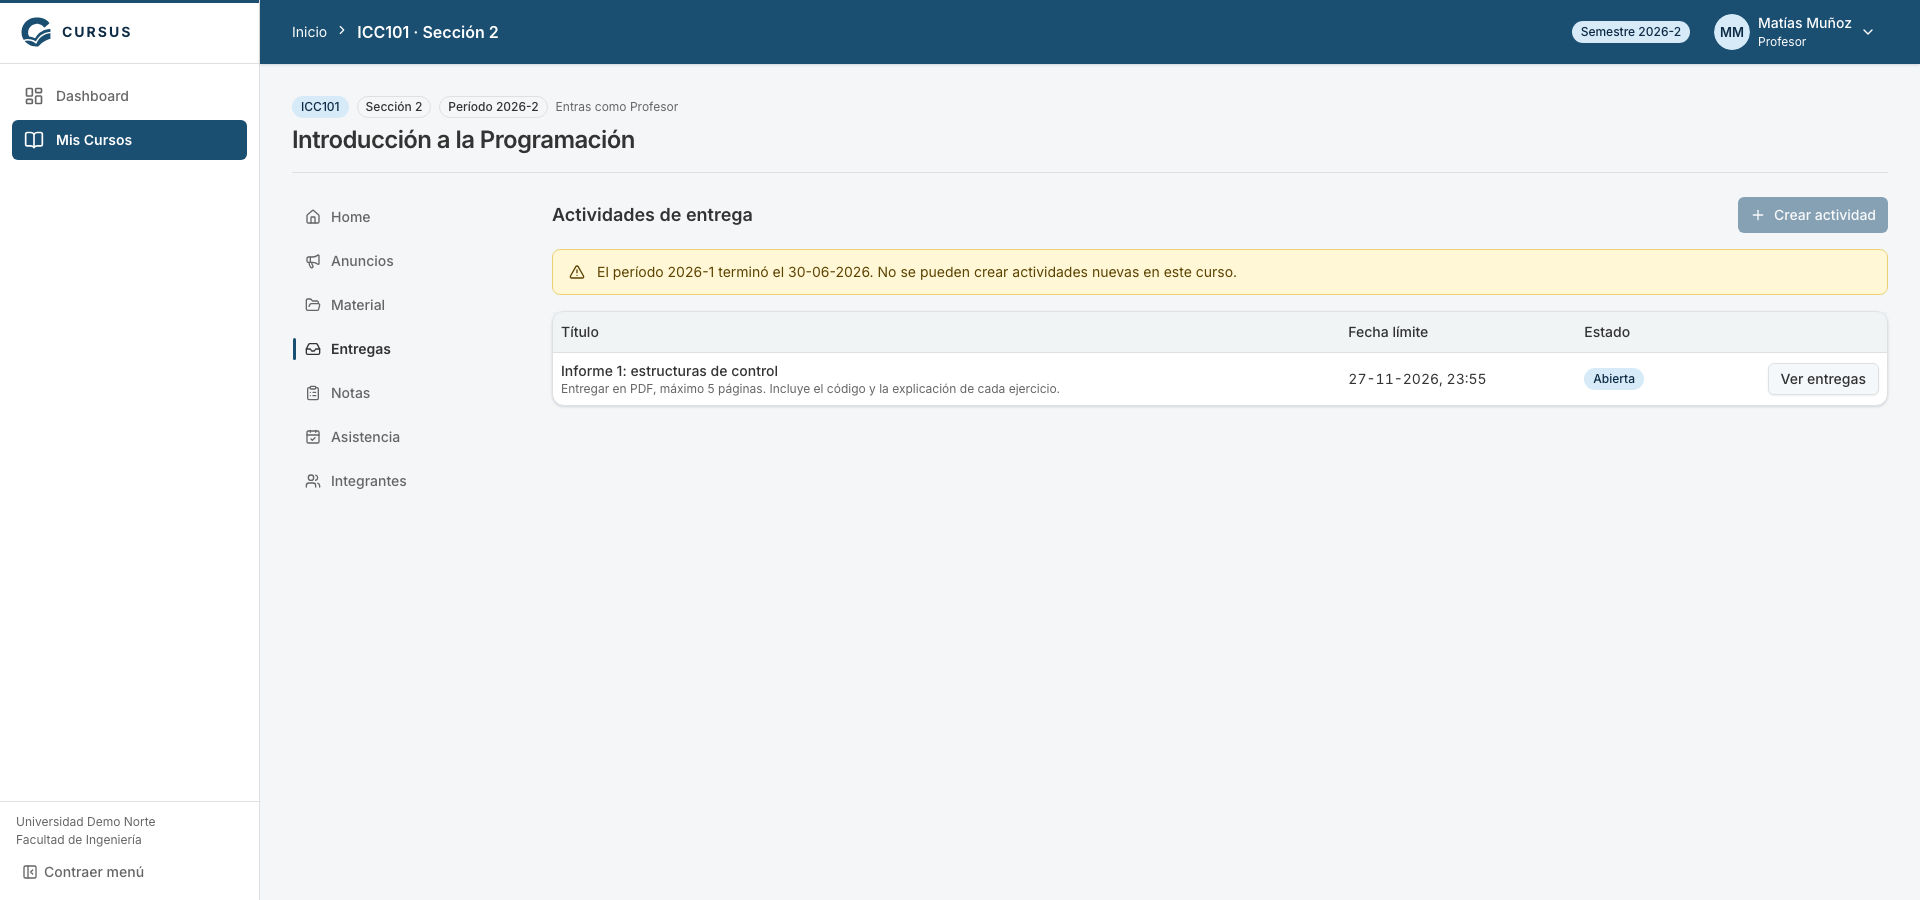 CURSUS
Inicio > ICC101 · Sección 2
Semestre 2026-2
MM
Matías Muñoz
Profesor
Dashboard
Mis Cursos
ICC101 Sección 2 Período 2026-2 Entras como Profesor
Introducción a la Programación
Home
Anuncios
Material
Entregas
Notas
Asistencia
Integrantes
Actividades de entrega
+ Crear actividad
El período 2026-1 terminó el 30-06-2026. No se pueden crear actividades nuevas en este curso.
Título Fecha límite Estado
Informe 1: estructuras de control
Entregar en PDF, máximo 5 páginas. Incluye el código y la explicación de cada ejercicio.
27-11-2026, 23:55
Abierta
Ver entregas
Universidad Demo Norte
Facultad de Ingeniería
Contraer menú